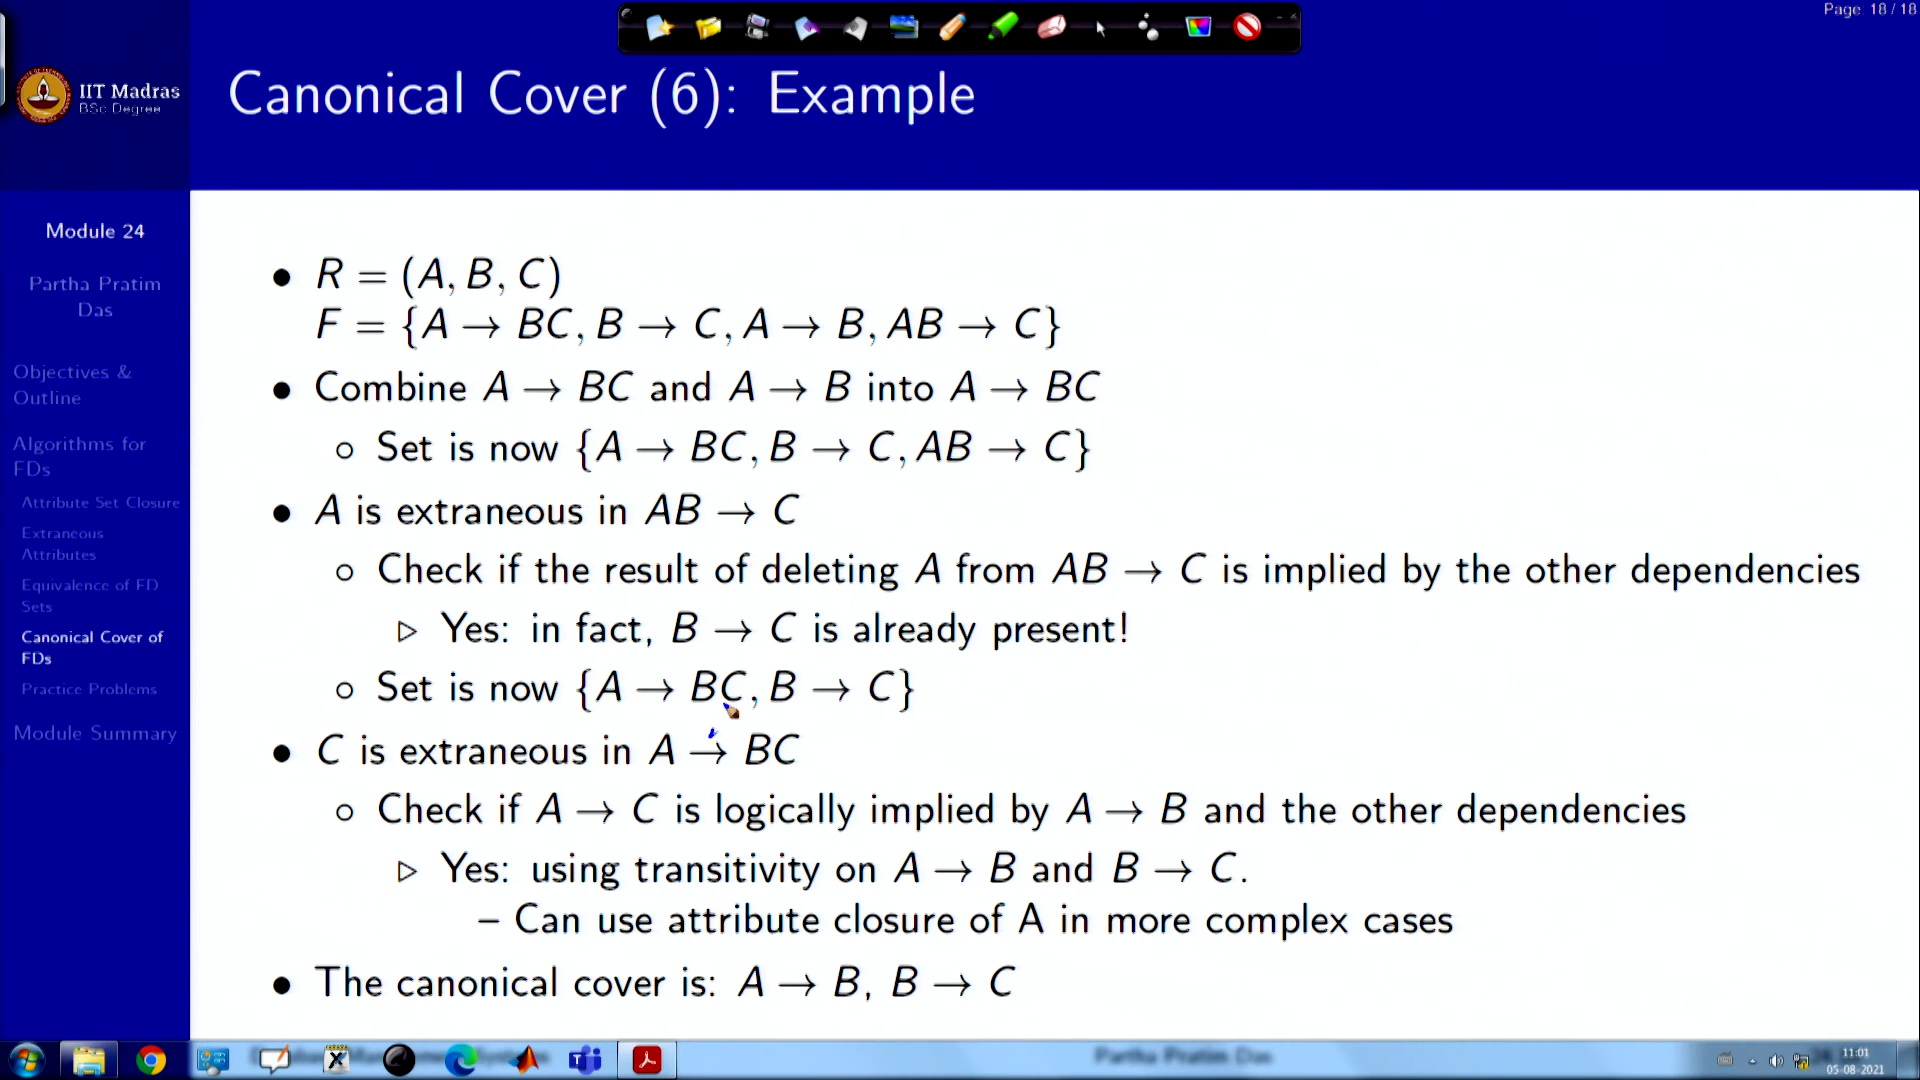 Page: 18 / 18
IIT Madras
BSc Degree
Canonical Cover (6): Example
Module 24
Partha Pratim
Das
Objectives &
Outline
Algorithms for
FDs
Attribute Set Closure
Extraneous
Attributes
Equivalence of FD
Sets
Canonical Cover of
FDs
Practice Problems
Module Summary
• R = (A, B, C)
F = {A → BC, B → C, A → B, AB → C}
• Combine A → BC and A → B into A → BC
○ Set is now {A → BC, B → C, AB → C}
• A is extraneous in AB → C
○ Check if the result of deleting A from AB → C is implied by the other dependencies
▷ Yes: in fact, B → C is already present!
○ Set is now {A → BC, B → C}
• C is extraneous in A → BC
○ Check if A → C is logically implied by A → B and the other dependencies
▷ Yes: using transitivity on A → B and B → C.
– Can use attribute closure of A in more complex cases
• The canonical cover is: A → B, B → C
Partha Pratim Das
11:01
05-08-2021